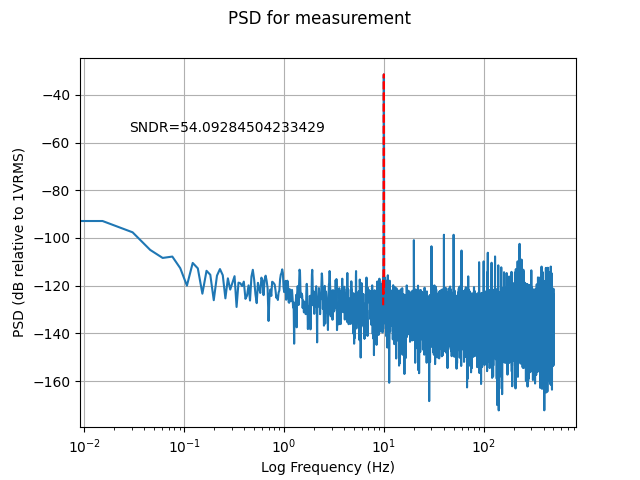 PSD for measurement
PSD (dB relative to 1VRMS)
−40
−60
−80
−100
−120
−140
−160
SNDR=54.09284504233429
10⁻² 10⁻¹ 10⁰ 10¹ 10²
Log Frequency (Hz)